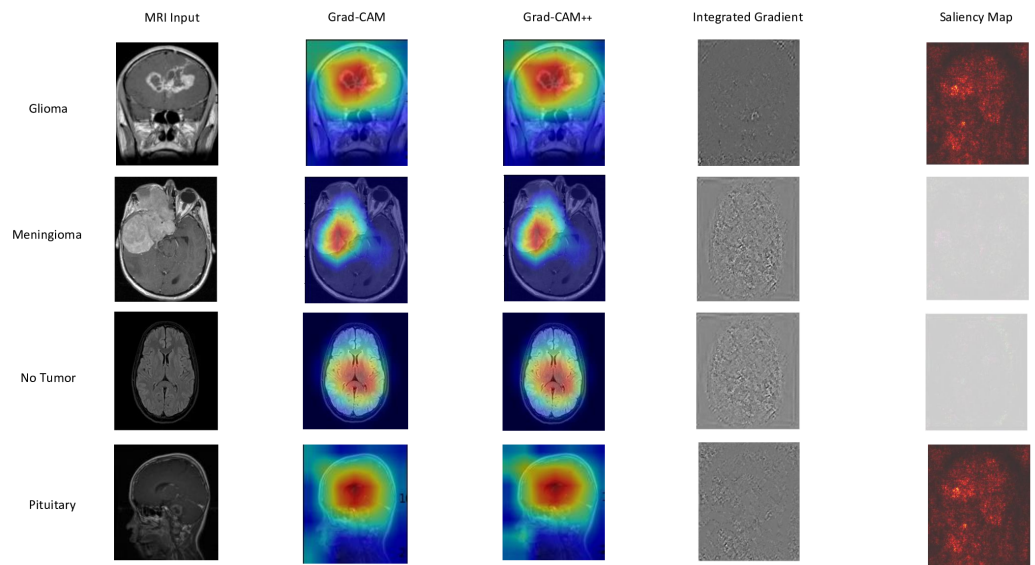 MRI Input Grad-CAM Grad-CAM++ Integrated Gradient Saliency Map
Glioma
Meningioma
No Tumor
Pituitary